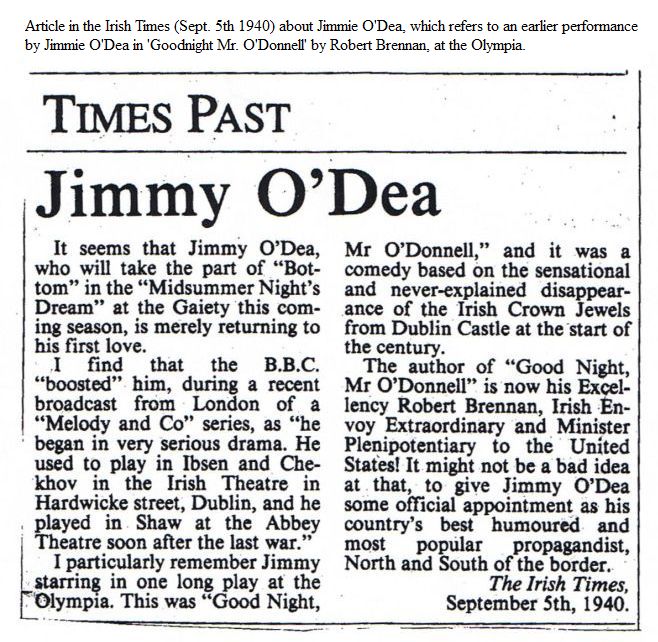 Article in the Irish Times (Sept. 5th 1940) about Jimmie O'Dea, which refers to an earlier performance
by Jimmie O'Dea in 'Goodnight Mr. O'Donnell' by Robert Brennan, at the Olympia.
TIMES PAST
Jimmy O'Dea
It seems that Jimmy O'Dea,
who will take the part of "Bot-
tom" in the "Midsummer Night's
Dream" at the Gaiety this com-
ing season, is merely returning to
his first love.
I find that the B.B.C.
"boosted" him, during a recent
broadcast from London of a
"Melody and Co" series, as "he
began in very serious drama. He
used to play in Ibsen and Che-
khov in the Irish Theatre in
Hardwicke street, Dublin, and he
played in Shaw at the Abbey
Theatre soon after the last war."
I particularly remember Jimmy
starring in one long play at the
Olympia. This was "Good Night,
Mr O'Donnell," and it was a
comedy based on the sensational
and never-explained disappear-
ance of the Irish Crown Jewels
from Dublin Castle at the start of
the century.
The author of "Good Night,
Mr O'Donnell" is now his Excel-
lency Robert Brennan, Irish En-
voy Extraordinary and Minister
Plenipotentiary to the United
States! It might not be a bad idea
at that, to give Jimmy O'Dea
some official appointment as his
country's best humoured and
most popular propagandist,
North and South of the border.
The Irish Times,
September 5th, 1940.